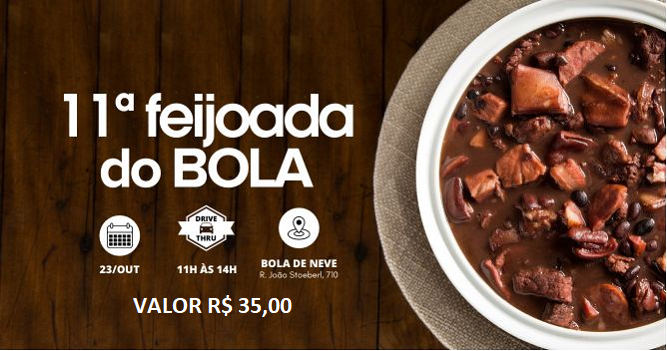 11ª feijoada
do BOLA
DRIVE
THRU
23/OUT
11H ÀS 14H
BOLA DE NEVE
R. João Stoeberl, 710
VALOR R$ 35,00